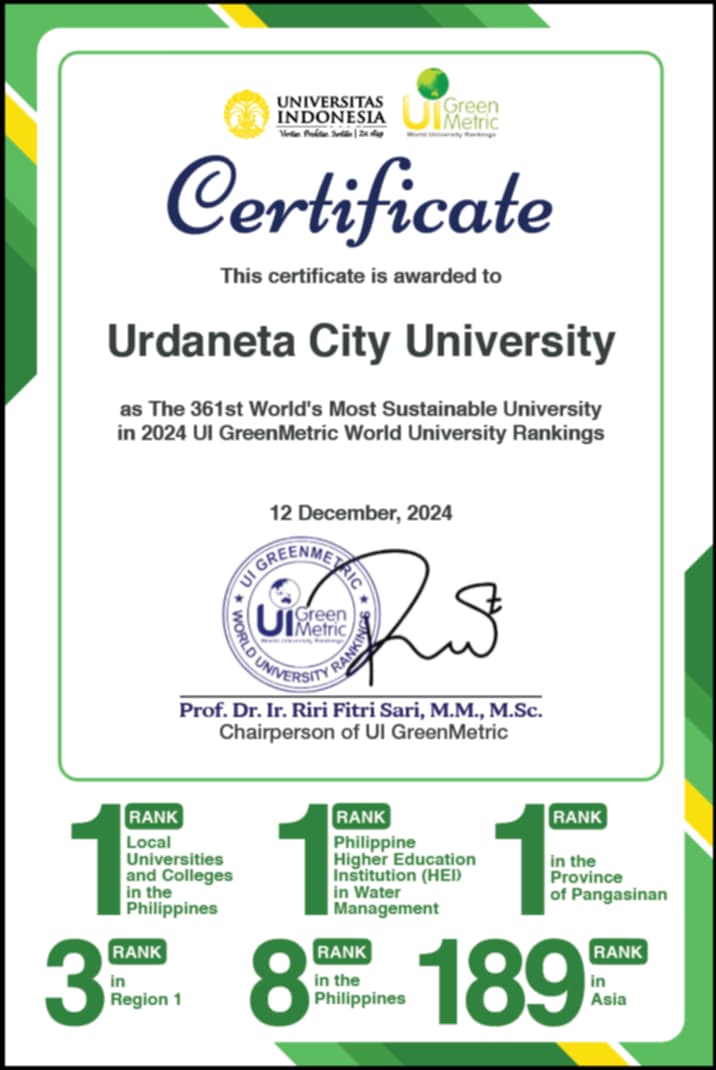 UNIVERSITAS
INDONESIA
Veritas, Probitas, Iustitia | Est. 1849
UI Green
Metric
World University Rankings
Certificate
This certificate is awarded to
Urdaneta City University
as The 361st World's Most Sustainable University
in 2024 UI GreenMetric World University Rankings
12 December, 2024
UI GREENMETRIC
UI Green
Metric
World University Rankings
WORLD UNIVERSITY RANKINGS
Prof. Dr. Ir. Riri Fitri Sari, M.M., M.Sc.
Chairperson of UI GreenMetric
1 RANK
Local
Universities
and Colleges
in the
Philippines
1 RANK
Philippine
Higher Education
Institution (HEI)
in Water
Management
1 RANK
in the
Province
of Pangasinan
3 RANK
in
Region 1
8 RANK
in the
Philippines
189 RANK
in
Asia